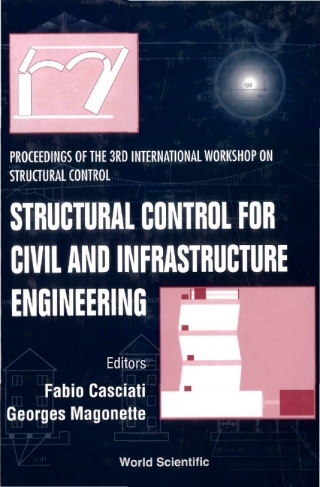 PROCEEDINGS OF THE 3RD INTERNATIONAL WORKSHOP ON
STRUCTURAL CONTROL
STRUCTURAL CONTROL FOR
CIVIL AND INFRASTRUCTURE
ENGINEERING
Editors
Fabio Casciati
Georges Magonette
World Scientific